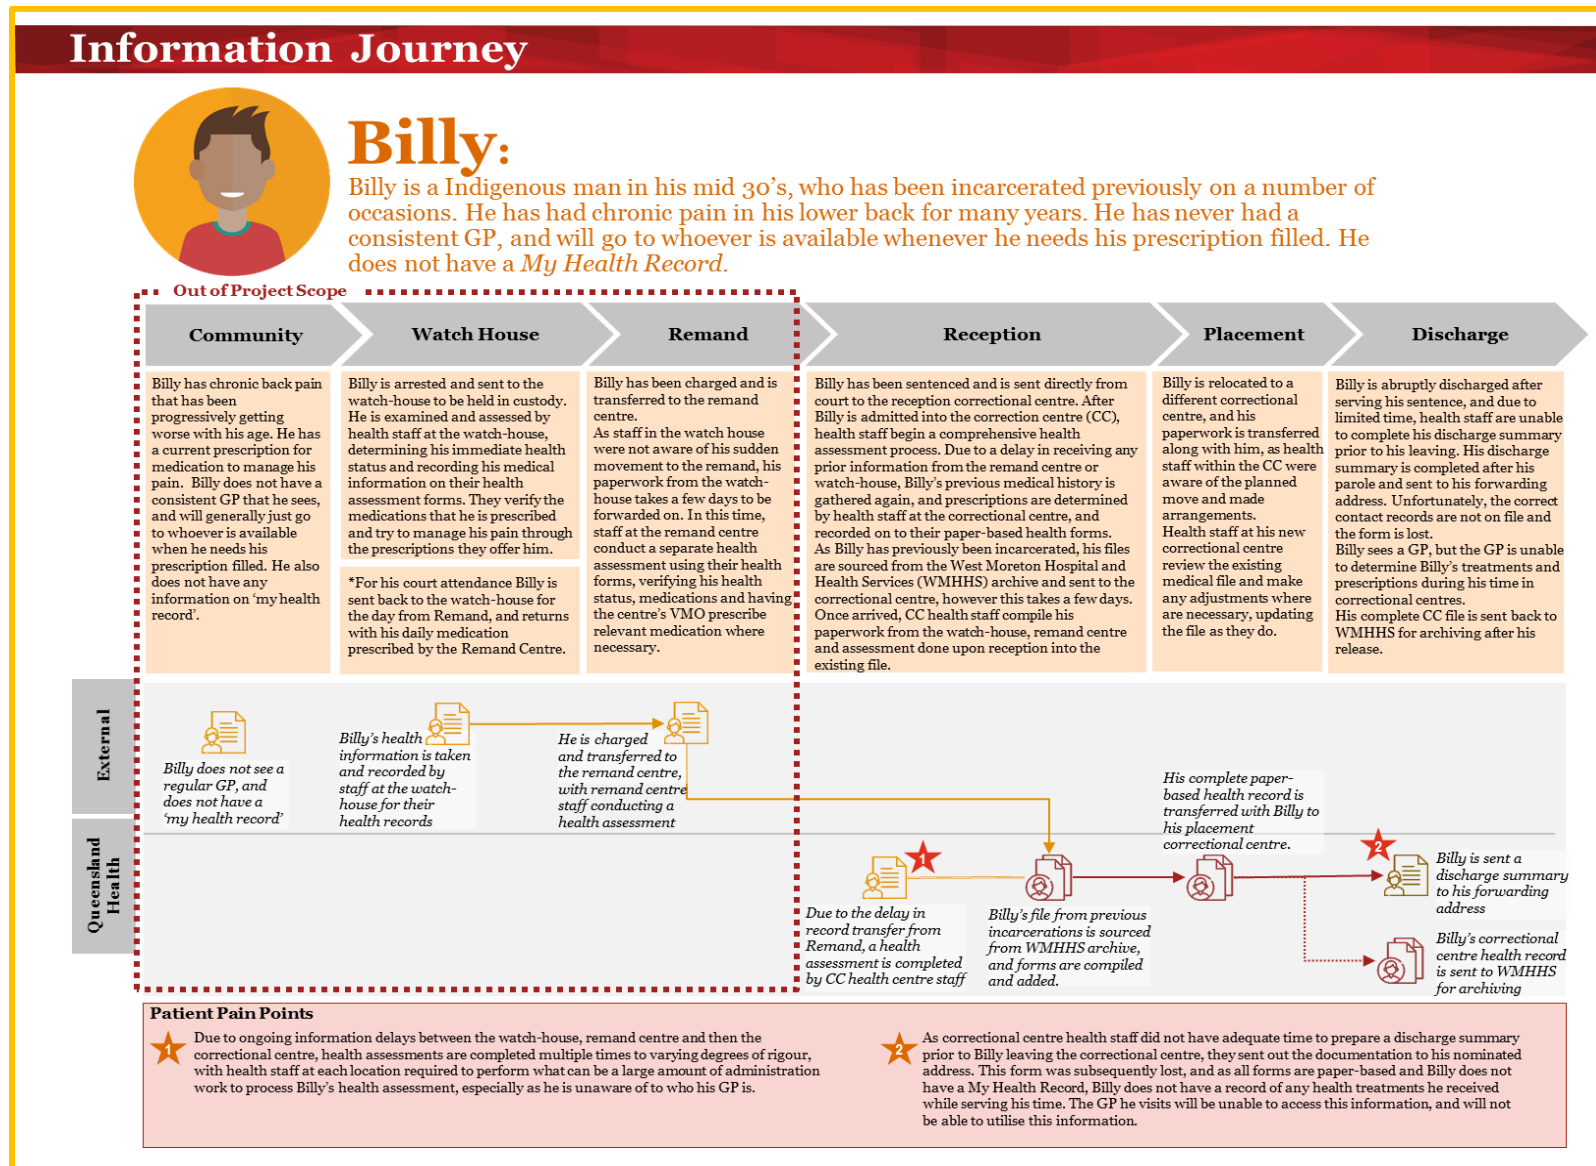 Information Journey
Billy:
Billy is a Indigenous man in his mid 30's, who has been incarcerated previously on a number of
occasions. He has had chronic pain in his lower back for many years. He has never had a
consistent GP, and will go to whoever is available whenever he needs his prescription filled. He
does not have a My Health Record.
Out of Project Scope
Community
Watch House
Remand
Reception
Placement
Discharge
Billy has chronic back pain
that has been
progressively getting
worse with his age. He has
a current prescription for
medication to manage his
pain. Billy does not have a
consistent GP that he sees,
and will generally just go
to whoever is available
when he needs his
prescription filled. He also
does not have any
information on 'my health
record'.
Billy is arrested and sent to the
watch-house to be held in custody.
He is examined and assessed by
health staff at the watch-house,
determining his immediate health
status and recording his medical
information on their health
assessment forms. They verify the
medications that he is prescribed
and try to manage his pain through
the prescriptions they offer him.
*For his court attendance Billy is
sent back to the watch-house for
the day from Remand, and returns
with his daily medication
prescribed by the Remand Centre.
Billy has been charged and is
transferred to the remand
centre.
As staff in the watch house
were not aware of his sudden
movement to the remand, his
paperwork from the watch-
house takes a few days to be
forwarded on. In this time,
staff at the remand centre
conduct a separate health
assessment using their health
forms, verifying his health
status, medications and having
the centre's VMO prescribe
relevant medication where
necessary.
Billy has been sentenced and is sent directly from
court to the reception correctional centre. After
Billy is admitted into the correction centre (CC),
health staff begin a comprehensive health
assessment process. Due to a delay in receiving any
prior information from the remand centre or
watch-house, Billy's previous medical history is
gathered again, and prescriptions are determined
by health staff at the correctional centre, and
recorded on to their paper-based health forms.
As Billy has previously been incarcerated, his files
are sourced from the West Moreton Hospital and
Health Services (WMHHS) archive and sent to the
correctional centre, however this takes a few days.
Once arrived, CC health staff compile his
paperwork from the watch-house, remand centre
and assessment done upon reception into the
existing file.
Billy is relocated to a
different correctional
centre, and his
paperwork is transferred
along with him, as health
staff within the CC were
aware of the planned
move and made
arrangements.
Health staff at his new
correctional centre
review the existing
medical file and make
any adjustments where
are necessary, updating
the file as they do.
Billy is abruptly discharged after
serving his sentence, and due to
limited time, health staff are unable
to complete his discharge summary
prior to his leaving. His discharge
summary is completed after his
parole and sent to his forwarding
address. Unfortunately, the correct
contact records are not on file and
the form is lost.
Billy sees a GP, but the GP is unable
to determine Billy's treatments and
prescriptions during his time in
correctional centres.
His complete CC file is sent back to
WMHHS for archiving after his
release.
External
Billy does not see a
regular GP, and
does not have a
'my health record'
Billy's health
information is taken
and recorded by
staff at the watch-
house for their
health records
He is charged
and transferred to
the remand centre,
with remand centre
staff conducting a
health assessment
His complete paper-
based health record is
transferred with Billy to
his placement
correctional centre.
Queensland
Health
1
Due to the delay in
record transfer from
Remand, a health
assessment is completed
by CC health centre staff
Billy's file from previous
incarcerations is sourced
from WMHHS archive,
and forms are compiled
and added.
2
Billy is sent a
discharge summary
to his forwarding
address
Billy's correctional
centre health record
is sent to WMHHS
for archiving
Patient Pain Points
1
Due to ongoing information delays between the watch-house, remand centre and then the
correctional centre, health assessments are completed multiple times to varying degrees of rigour,
with health staff at each location required to perform what can be a large amount of administration
work to process Billy's health assessment, especially as he is unaware of to who his GP is.
2
As correctional centre health staff did not have adequate time to prepare a discharge summary
prior to Billy leaving the correctional centre, they sent out the documentation to his nominated
address. This form was subsequently lost, and as all forms are paper-based and Billy does not
have a My Health Record, Billy does not have a record of any health treatments he received
while serving his time. The GP he visits will be unable to access this information, and will not
be able to utilise this information.